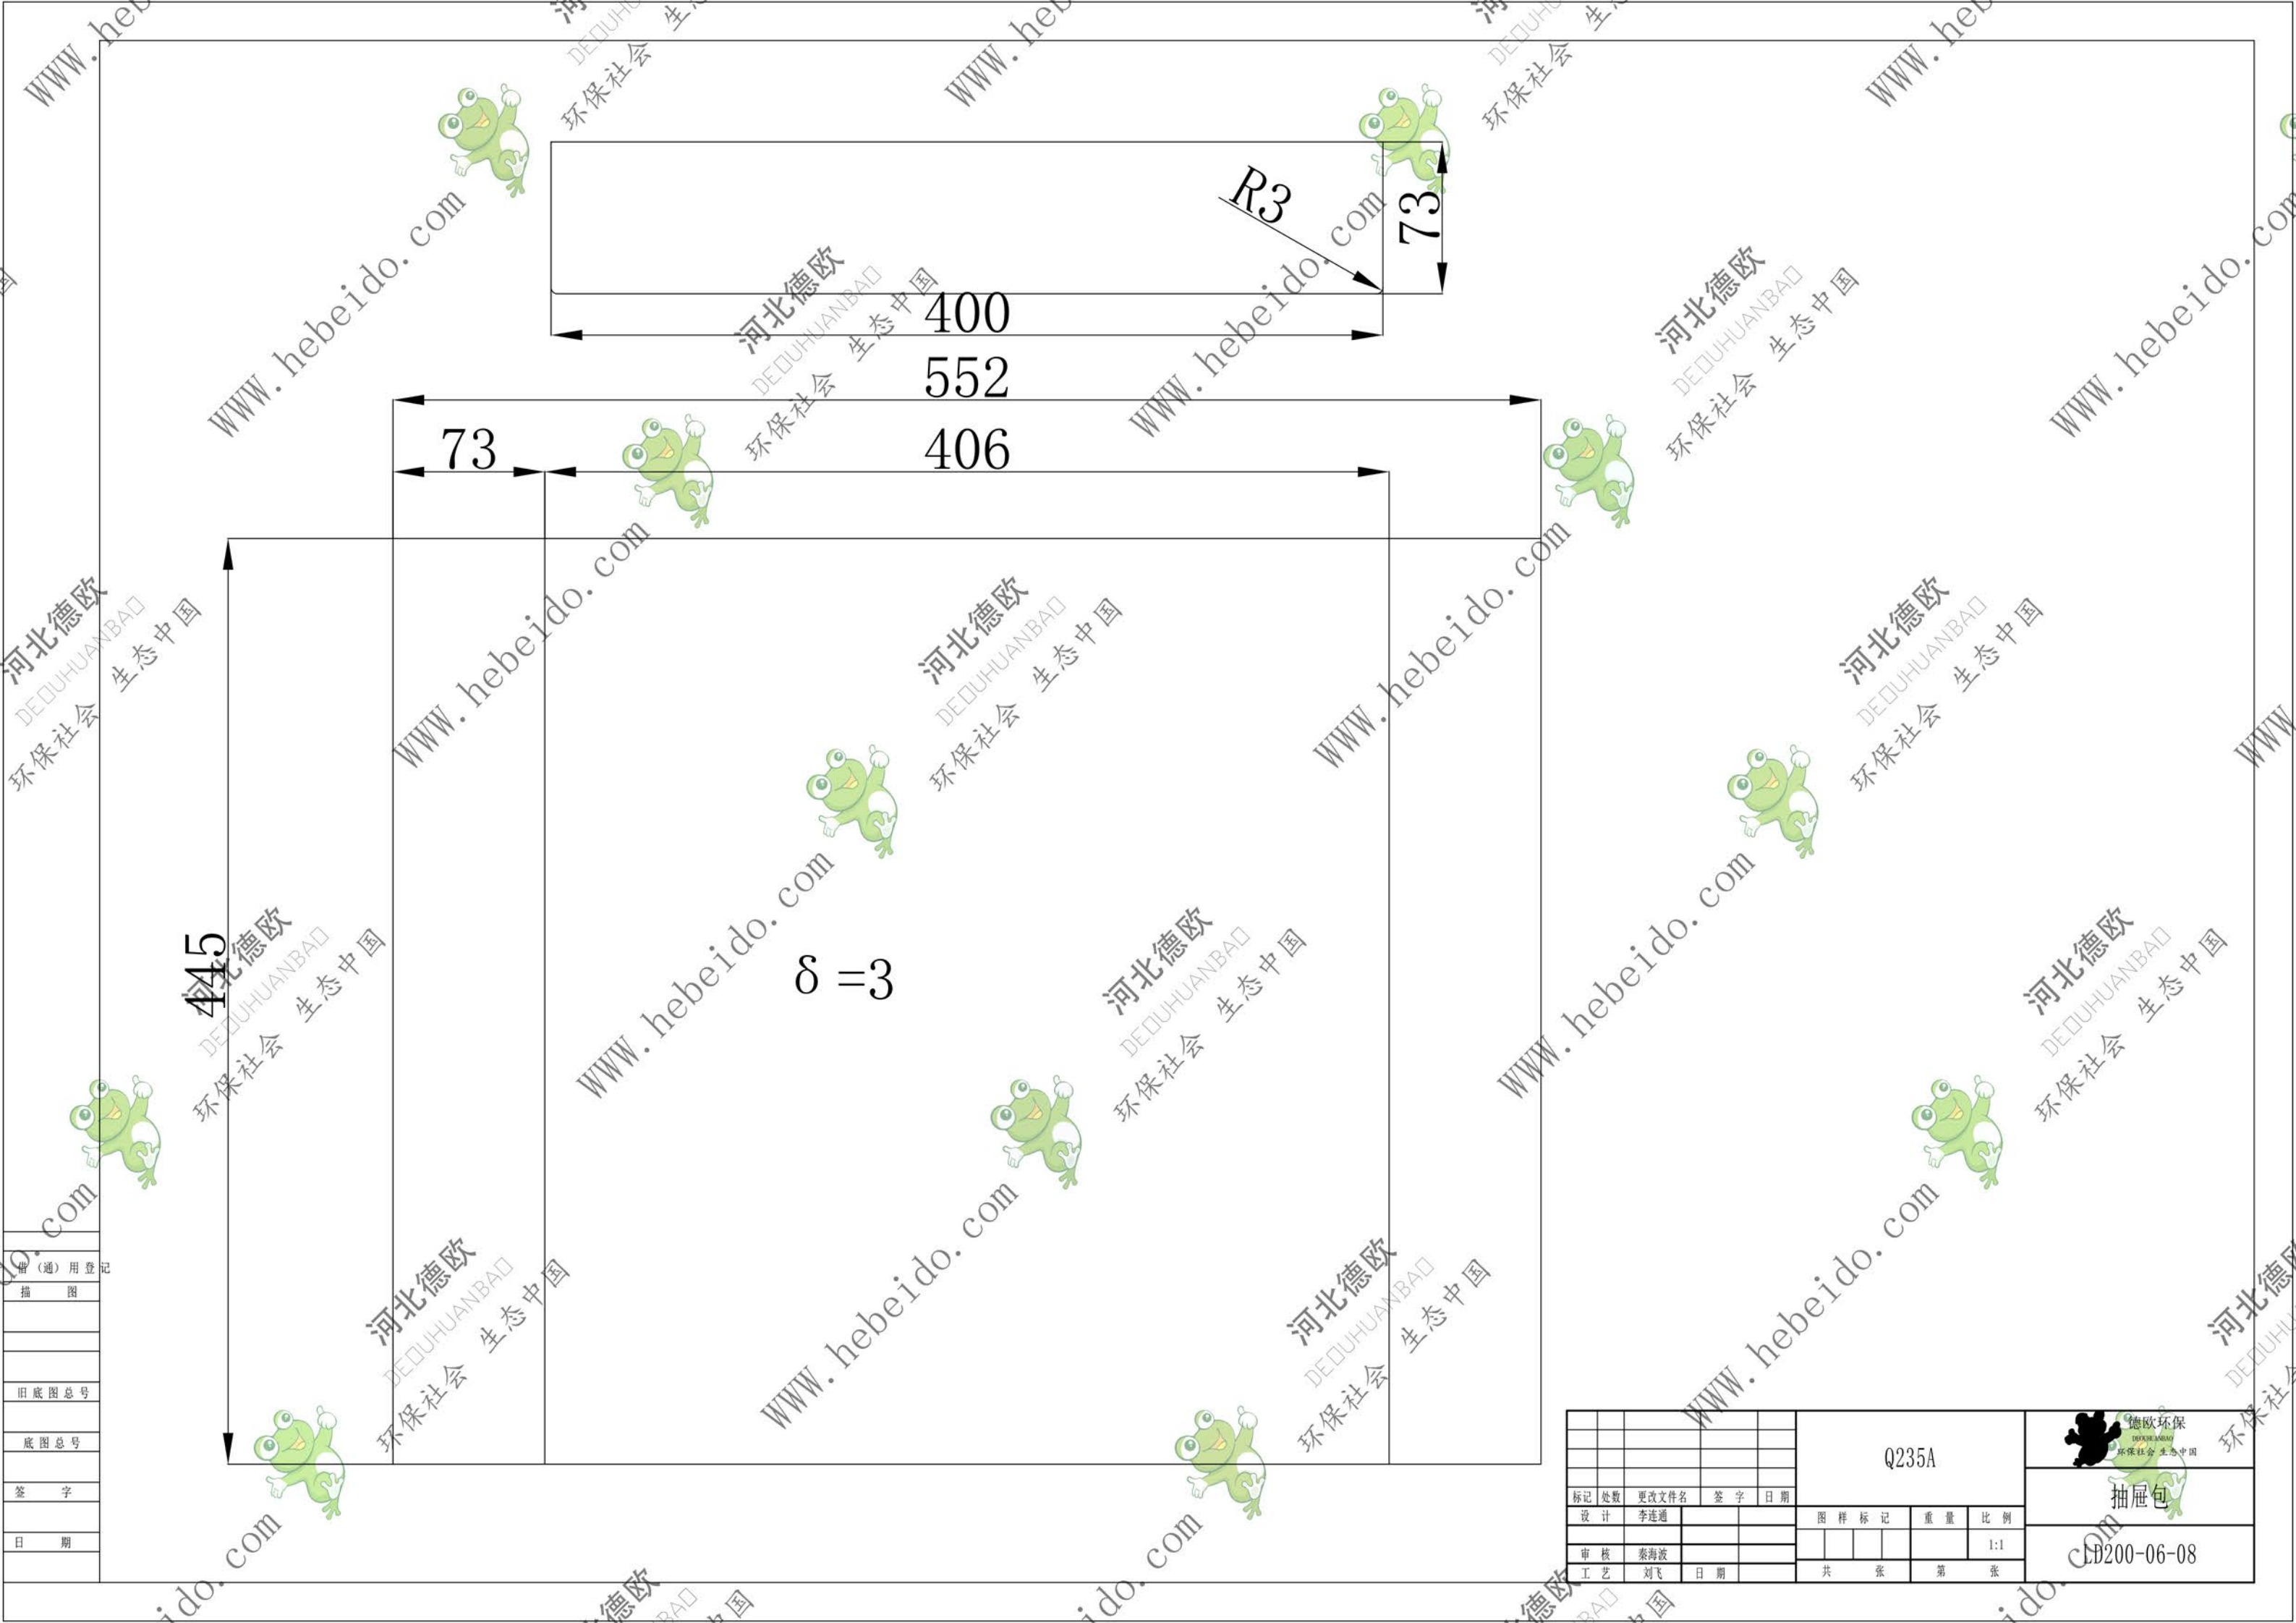 R3
73
400
552
73
406
445
δ =3
借（通）用登记
描 图
旧底图总号
底图总号
签 字
日 期
标记 处数 更改文件名 签 字 日 期
设 计 李连通
审 核 秦海波
工 艺 刘飞 日 期
Q235A
图 样 标 记 重 量 比 例
1:1
共 张 第 张
德欧环保
DEOUHUANBAO
环保社会 生态中国
抽屉包
LD200-06-08
河北德欧
DEOUHUANBAO
环保社会 生态中国
WWW.hebeido.com